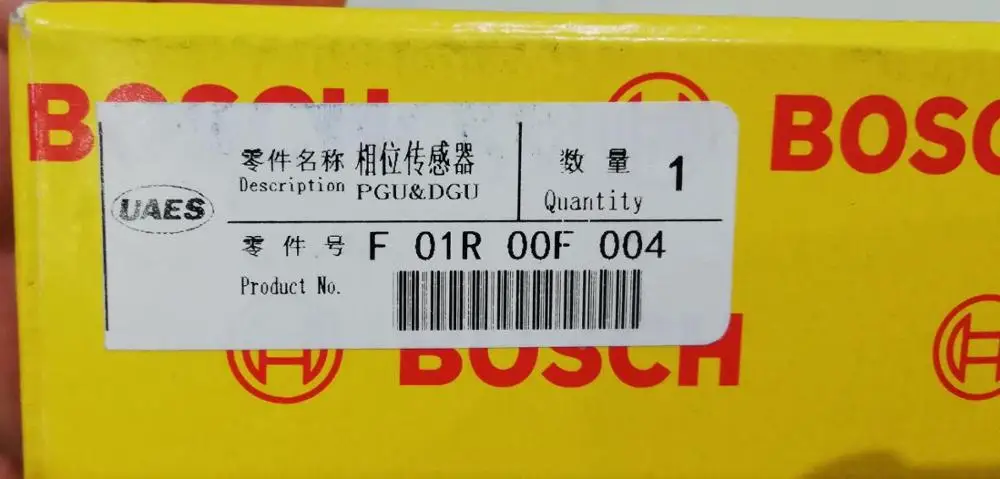 BOSCH
BOSCH
UAES
零件名称 相位传感器
Description PGU&DGU
数量 1
Quantity
零件号 F 01R 00F 004
Product No.
BOSCH